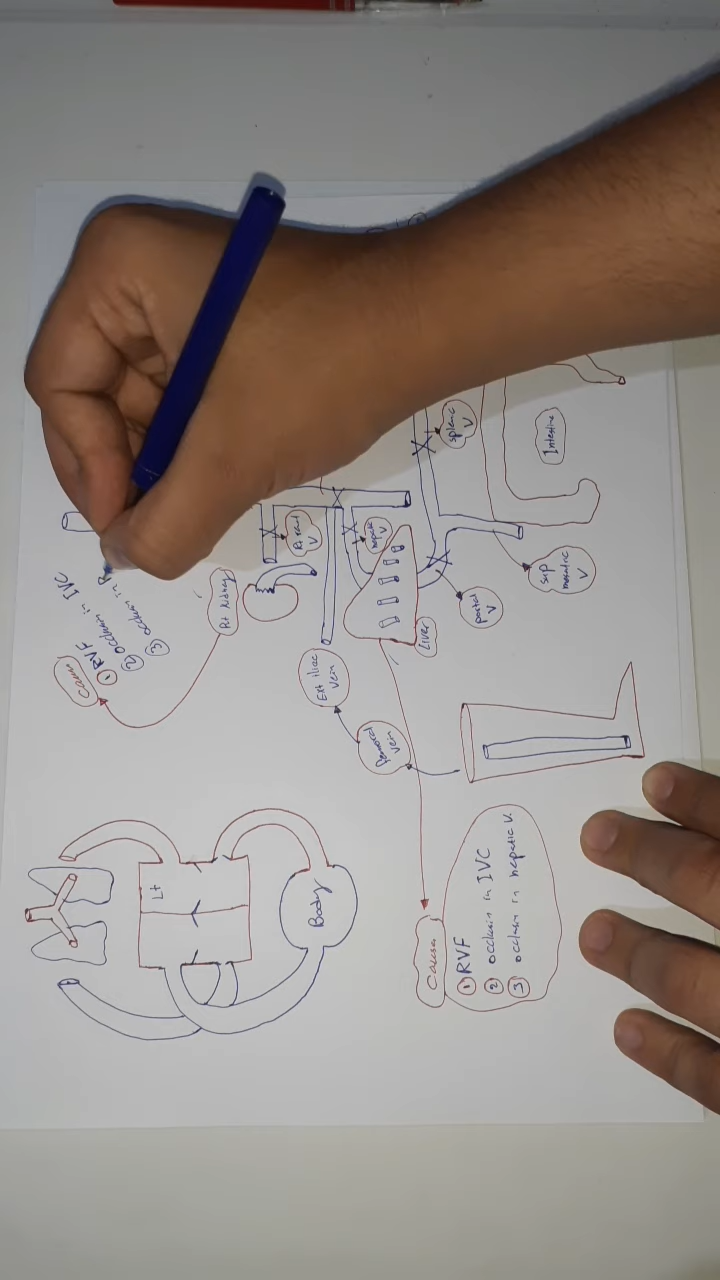 Causes
① RVF
② occlusion in IVC
③ occlusion in R
Rt kidney
Rt renal
V
hepatic
V
splenic
V
Intestine
Liver
portal
V
sup
mesentric
V
Ext iliac
vein
Femoral
vein
Lt
Body
Causes
① RVF
② occlusion in IVC
③ occlusion in hepatic V.